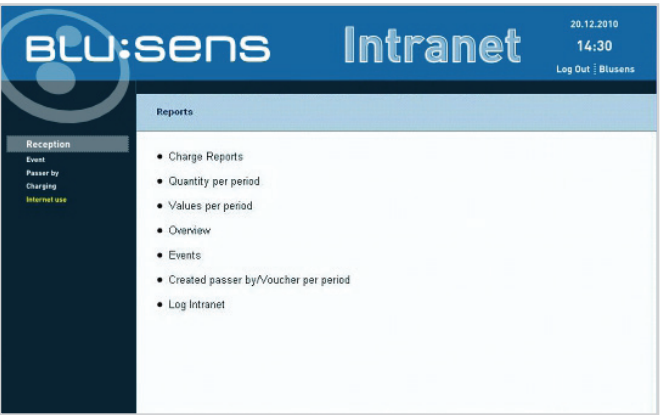 BLU:SENS
Intranet
20.12.2010
14:30
Log Out Blusens
Reports
Reception
Event
Passer by
Charging
Internet use
• Charge Reports
• Quantity per period
• Values per period
• Overview
• Events
• Created passer by/Voucher per period
• Log Intranet